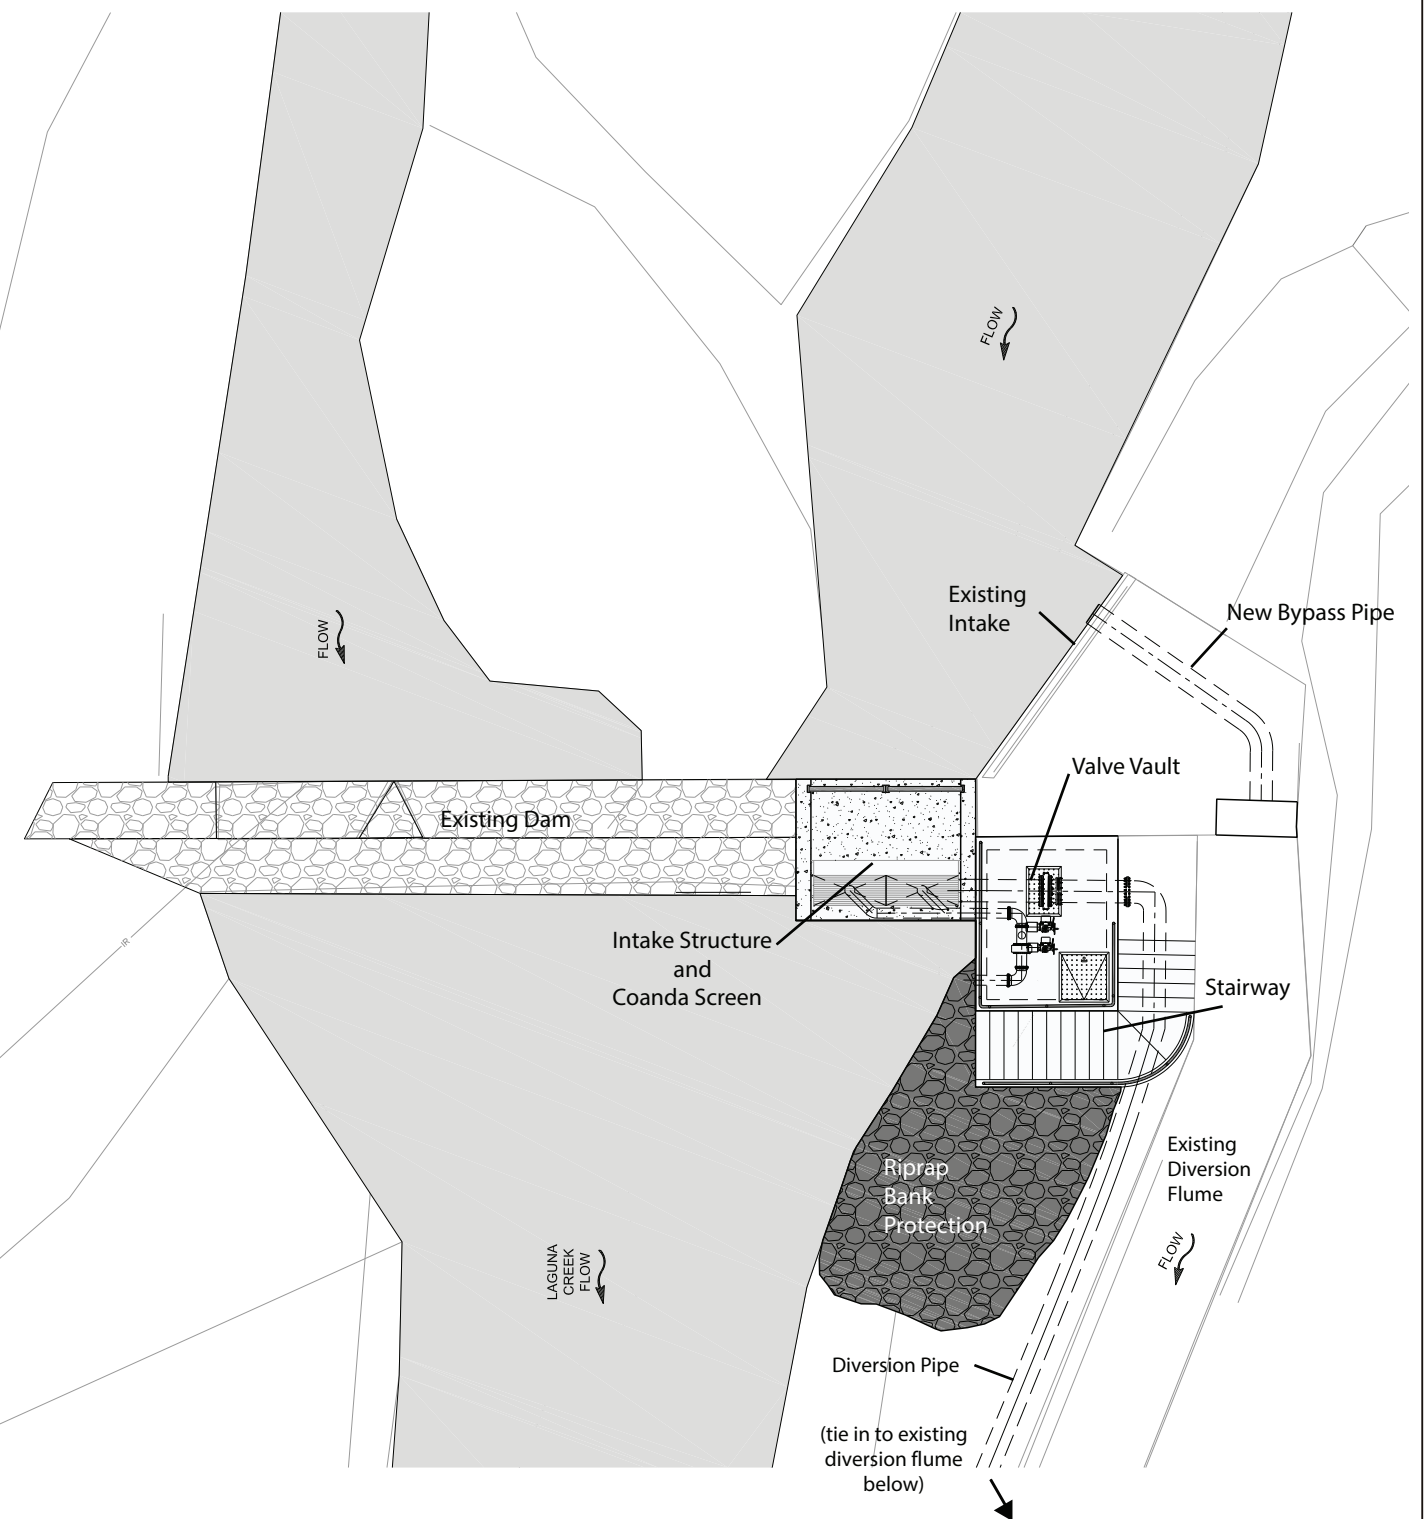 FLOW
Existing
Intake
New Bypass Pipe
FLOW
Valve Vault
Existing Dam
Intake Structure
and
Coanda Screen
IR
Stairway
Existing
Diversion
Flume
Riprap
Bank
Protection
FLOW
LAGUNA
CREEK
FLOW
Diversion Pipe
(tie in to existing
diversion flume
below)